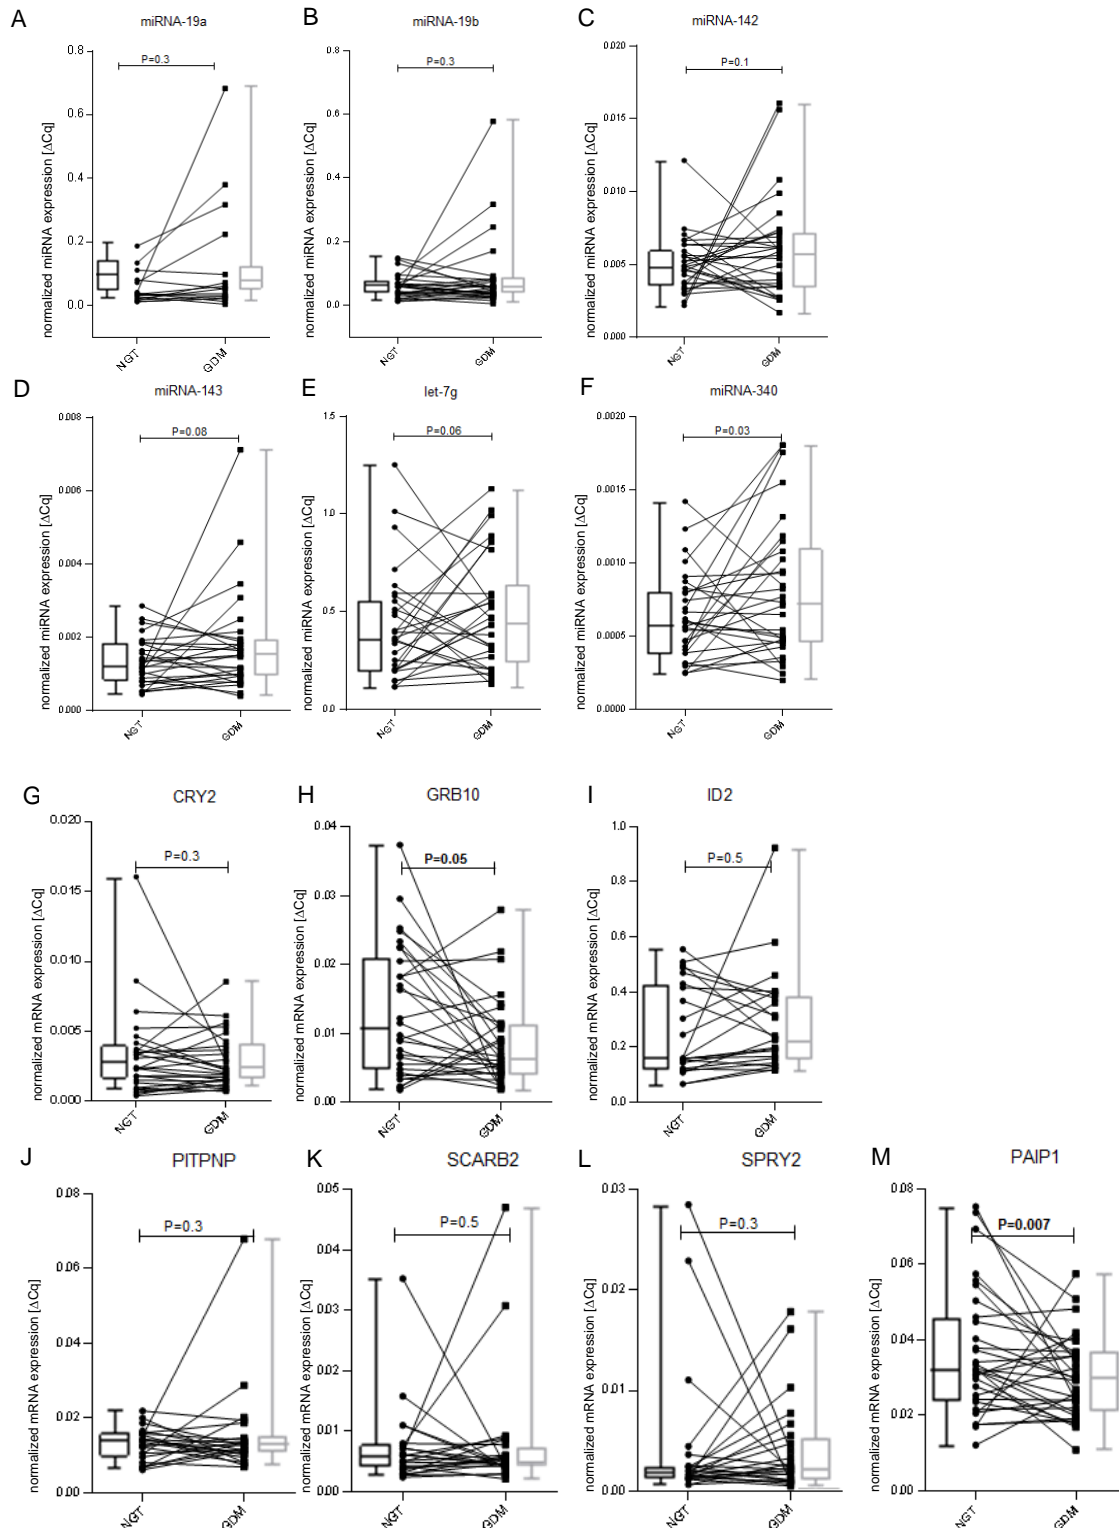 A
miRNA-19a
normalized miRNA expression [ΔCq]
0.8
0.6
0.4
0.2
0.0
P=0.3
NGT
GDM
B
miRNA-19b
normalized miRNA expression [ΔCq]
0.8
0.6
0.4
0.2
0.0
P=0.3
NGT
GDM
C
miRNA-142
normalized miRNA expression [ΔCq]
0.020
0.015
0.010
0.005
0.000
P=0.1
NGT
GDM
D
miRNA-143
normalized miRNA expression [ΔCq]
0.008
0.006
0.004
0.002
0.000
P=0.08
NGT
GDM
E
let-7g
normalized miRNA expression [ΔCq]
1.5
1.0
0.5
0.0
P=0.06
NGT
GDM
F
miRNA-340
normalized miRNA expression [ΔCq]
0.0020
0.0015
0.0010
0.0005
0.0000
P=0.03
NGT
GDM
G
CRY2
normalized mRNA expression [ΔCq]
0.020
0.015
0.010
0.005
0.000
P=0.3
NGT
GDM
H
GRB10
normalized mRNA expression [ΔCq]
0.04
0.03
0.02
0.01
0.00
P=0.05
NGT
GDM
I
ID2
normalized mRNA expression [ΔCq]
1.0
0.8
0.6
0.4
0.2
0.0
P=0.5
NGT
GDM
J
PITPNP
normalized mRNA expression [ΔCq]
0.08
0.06
0.04
0.02
0.00
P=0.3
NGT
GDM
K
SCARB2
normalized mRNA expression [ΔCq]
0.05
0.04
0.03
0.02
0.01
0.00
P=0.5
NGT
GDM
L
SPRY2
normalized mRNA expression [ΔCq]
0.03
0.02
0.01
0.00
P=0.3
NGT
GDM
M
PAIP1
normalized mRNA expression [ΔCq]
0.08
0.06
0.04
0.02
0.00
P=0.007
NGT
GDM